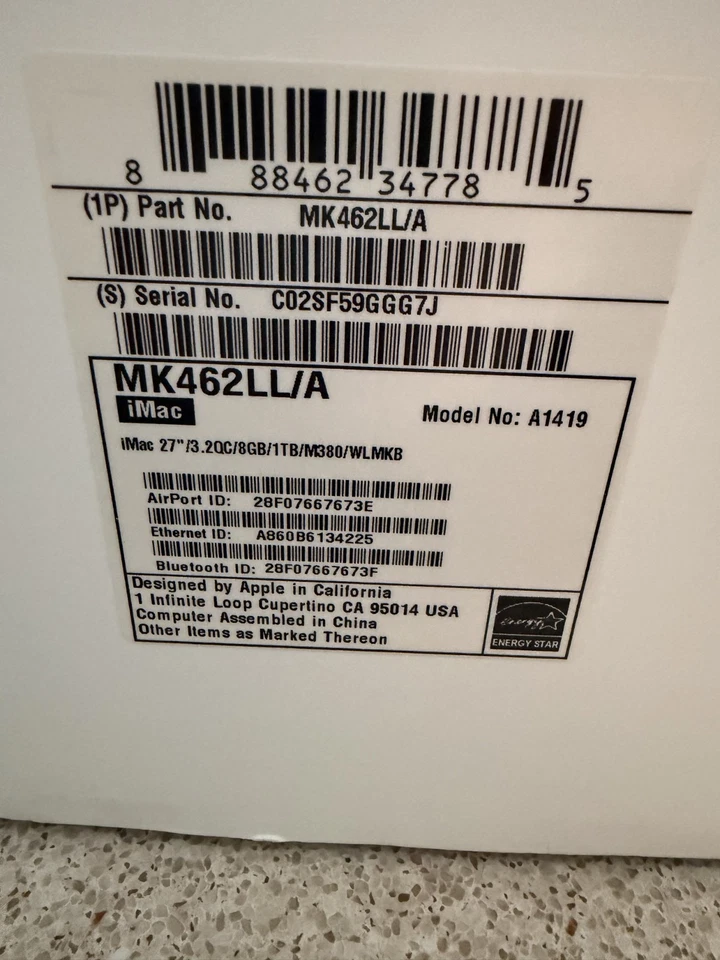 8 88462 34778 5
(1P) Part No. MK462LL/A
(S) Serial No. C02SF59GGG7J
MK462LL/A
iMac
Model No: A1419
iMac 27"/3.2QC/8GB/1TB/M380/WLMKB
AirPort ID: 28F07667673E
Ethernet ID: A860B6134225
Bluetooth ID: 28F07667673F
Designed by Apple in California
1 Infinite Loop Cupertino CA 95014 USA
Computer Assembled in China
Other Items as Marked Thereon
energy
ENERGY STAR